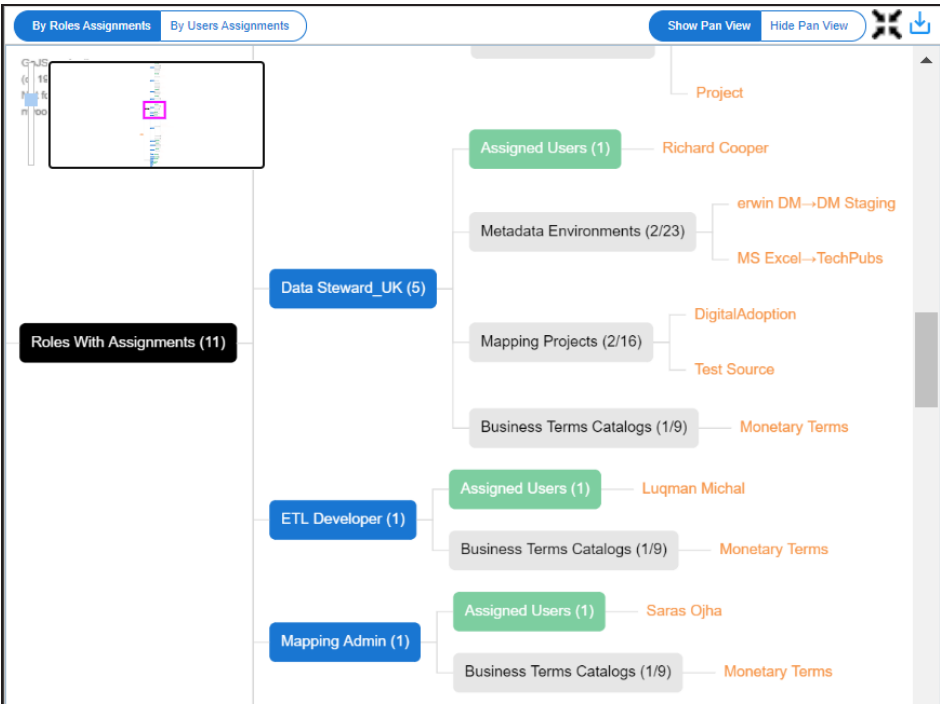 By Roles Assignments
By Users Assignments
Show Pan View
Hide Pan View
Project
Assigned Users (1)
Richard Cooper
erwin DM→DM Staging
Metadata Environments (2/23)
MS Excel→TechPubs
Data Steward_UK (5)
DigitalAdoption
Roles With Assignments (11)
Mapping Projects (2/16)
Test Source
Business Terms Catalogs (1/9)
Monetary Terms
Assigned Users (1)
Luqman Michal
ETL Developer (1)
Business Terms Catalogs (1/9)
Monetary Terms
Assigned Users (1)
Saras Ojha
Mapping Admin (1)
Business Terms Catalogs (1/9)
Monetary Terms